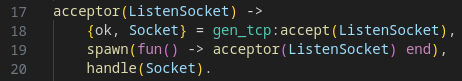 17 acceptor(ListenSocket) ->
18     {ok, Socket} = gen_tcp:accept(ListenSocket),
19     spawn(fun() -> acceptor(ListenSocket) end),
20     handle(Socket).